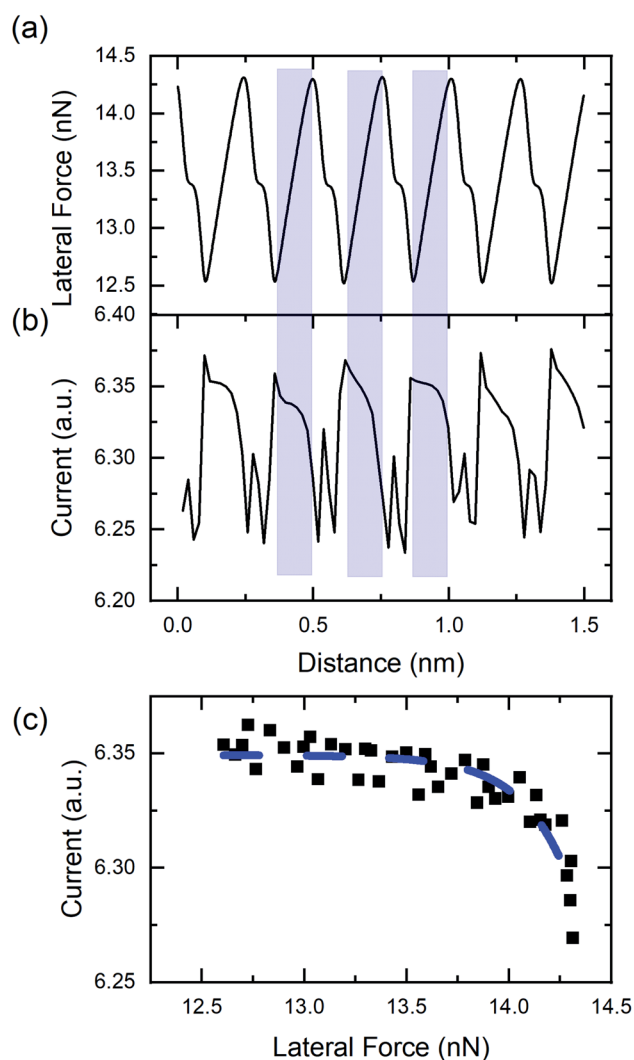 (a)
14.5
14.0
13.5
13.0
12.5
Lateral Force (nN)
(b)
6.40
6.35
6.30
6.25
6.20
Current (a.u.)
0.0 0.5 1.0 1.5
Distance (nm)
(c)
6.35
6.30
6.25
Current (a.u.)
12.5 13.0 13.5 14.0 14.5
Lateral Force (nN)